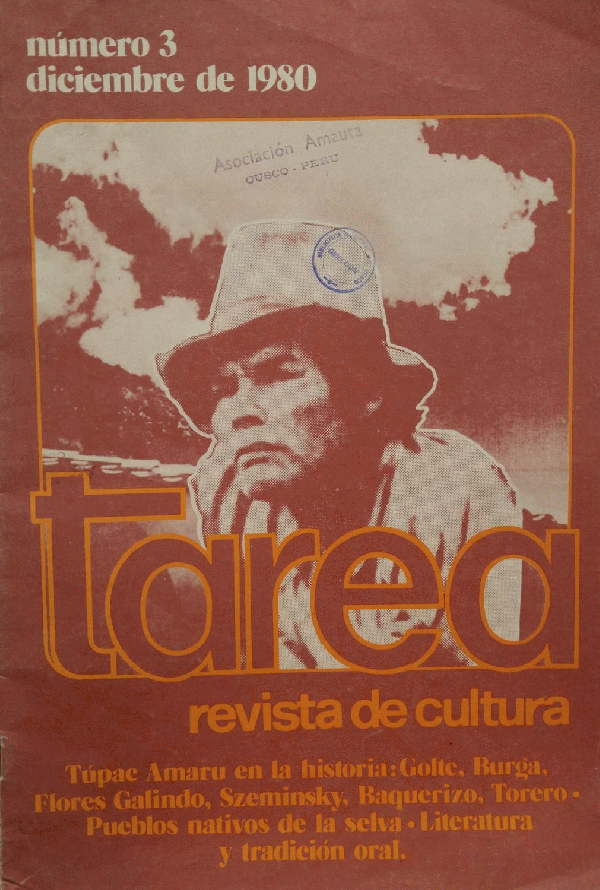 número 3
diciembre de 1980
Asociación Amauta
CUSCO - PERU
tarea
revista de cultura
Túpac Amaru en la historia: Golte, Burga,
Flores Galindo, Szeminsky, Baquerizo, Torero •
Pueblos nativos de la selva • Literatura
y tradición oral.